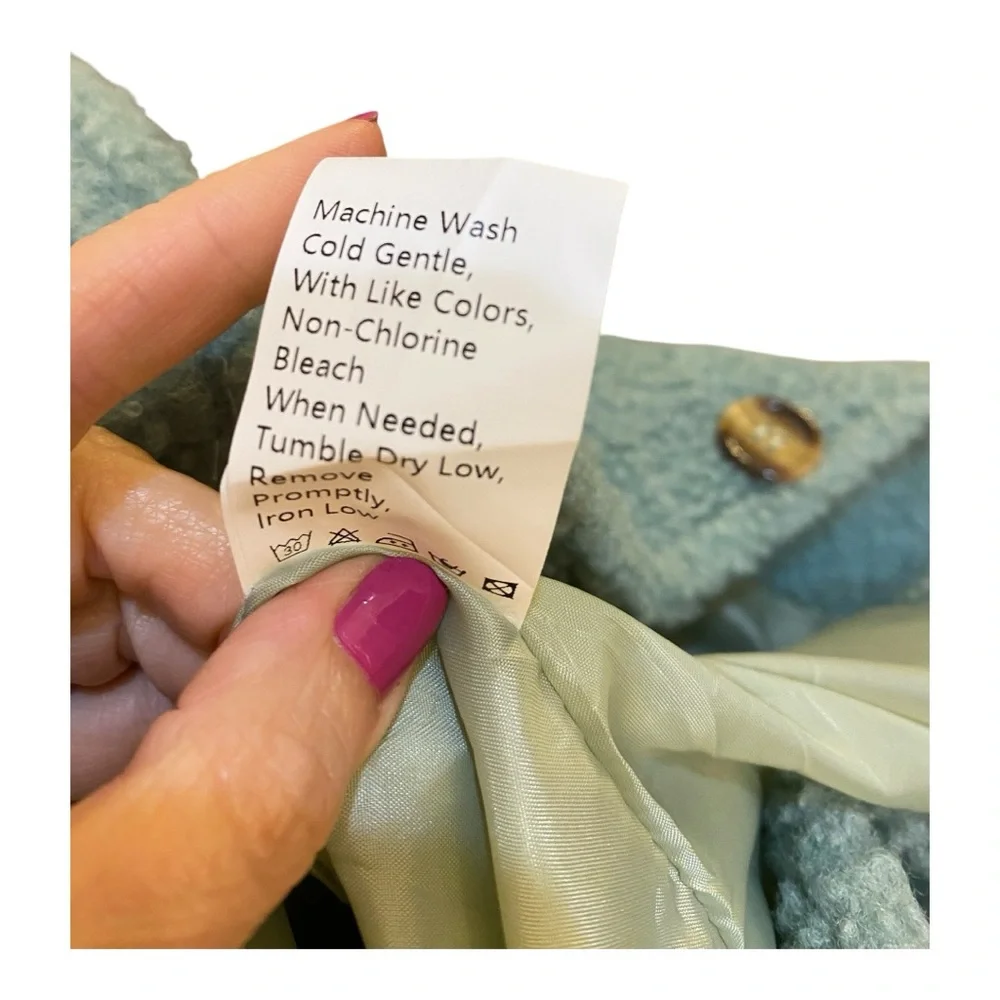 Machine Wash
Cold Gentle,
With Like Colors,
Non-Chlorine
Bleach
When Needed,
Tumble Dry Low,
Remove
Promptly,
Iron Low
30